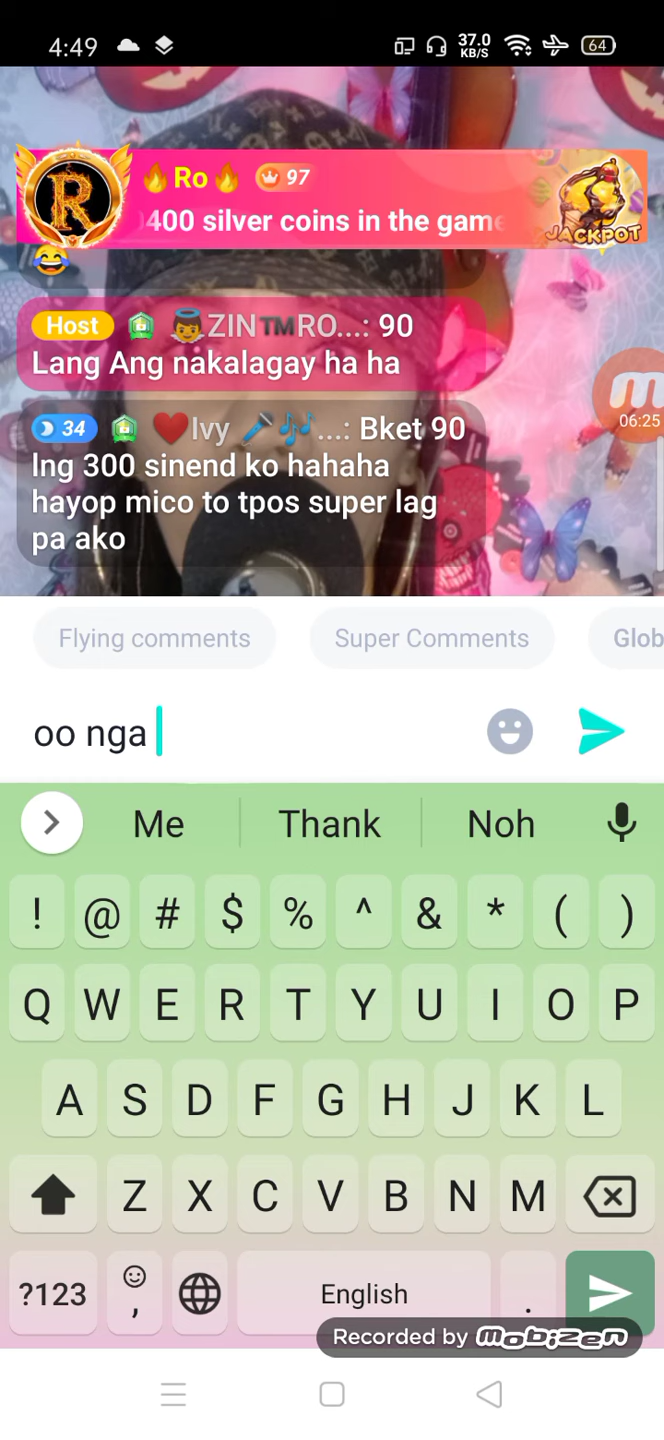 4:49
37.0
KB/S
64
R
🔥Ro🔥 97
400 silver coins in the game
JACKPOT
😂
Host 👼ZIN™️RO...: 90
Lang Ang nakalagay ha ha
34 ❤️Ivy 🎤🎶...: Bket 90
lng 300 sinend ko hahaha
hayop mico to tpos super lag
pa ako
06:25
Flying comments
Super Comments
Glob
oo nga
Me
Thank
Noh
! @ # $ % ^ & * ( )
Q W E R T Y U I O P
A S D F G H J K L
Z X C V B N M
?123 , English .
Recorded by mobizen